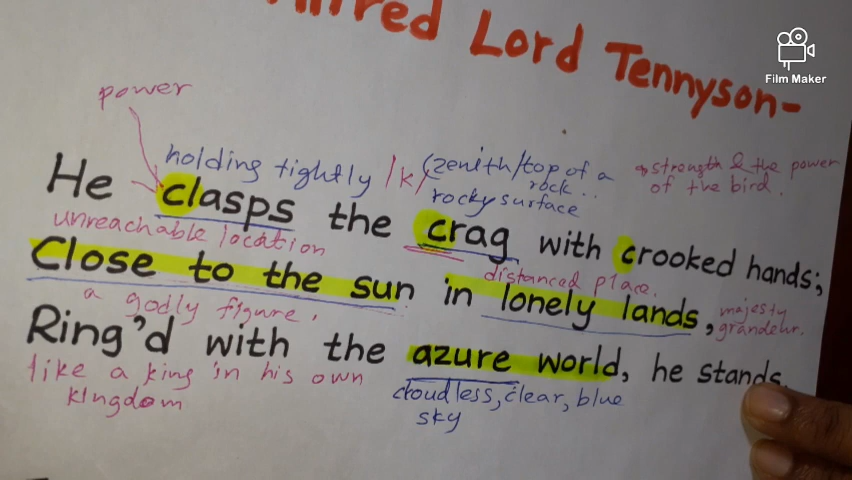 Alfred Lord Tennyson-
Film Maker
power
holding tightly /k/ (zenith/top of a
rock..
rocky surface
→strength & the power
of the bird.
He clasps the crag with crooked hands;
unreachable location
distanced place.
Close to the sun in lonely lands,
majesty
grandeur.
a godly figure.
Ring'd with the azure world, he stands.
like a king in his own
kingdom
cloudless, clear, blue
sky